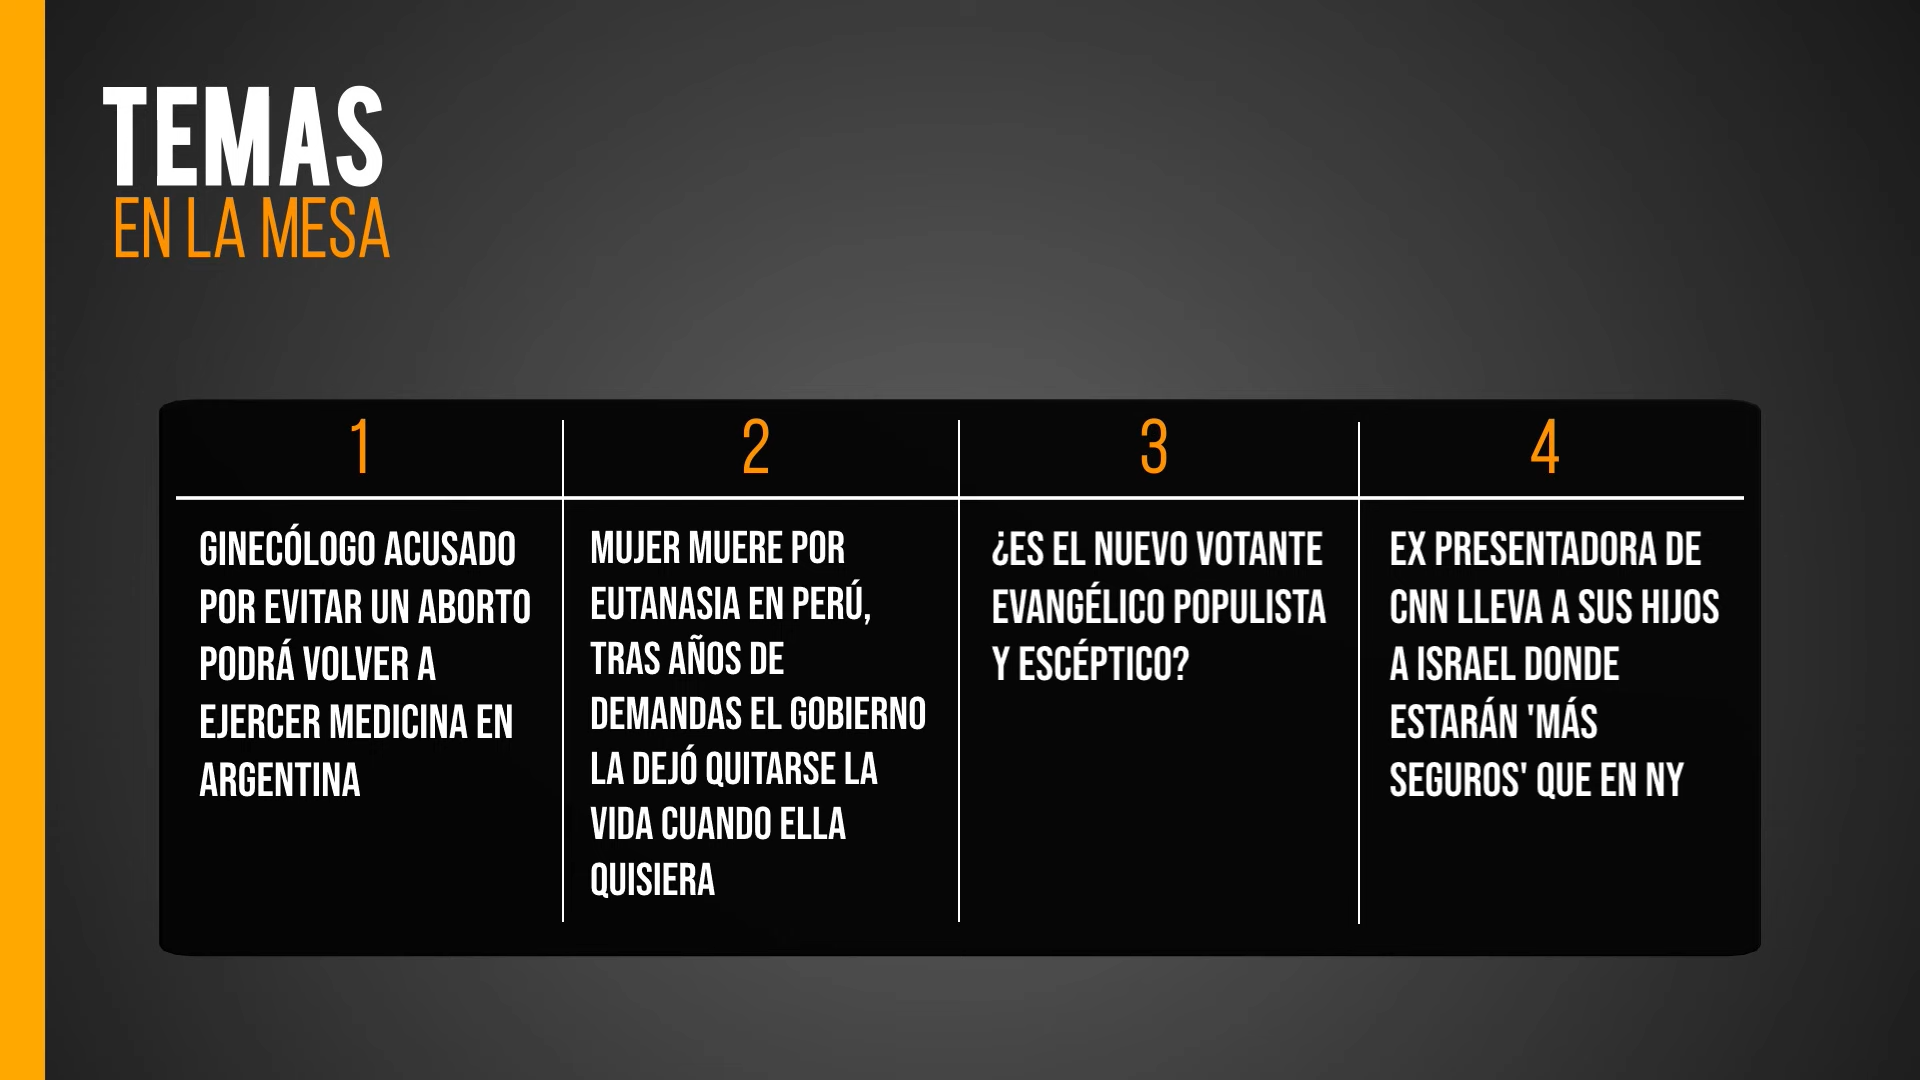 TEMAS
EN LA MESA
1
GINECÓLOGO ACUSADO
POR EVITAR UN ABORTO
PODRÁ VOLVER A
EJERCER MEDICINA EN
ARGENTINA
2
MUJER MUERE POR
EUTANASIA EN PERÚ,
TRAS AÑOS DE
DEMANDAS EL GOBIERNO
LA DEJÓ QUITARSE LA
VIDA CUANDO ELLA
QUISIERA
3
¿ES EL NUEVO VOTANTE
EVANGÉLICO POPULISTA
Y ESCÉPTICO?
4
EX PRESENTADORA DE
CNN LLEVA A SUS HIJOS
A ISRAEL DONDE
ESTARÁN 'MÁS
SEGUROS' QUE EN NY